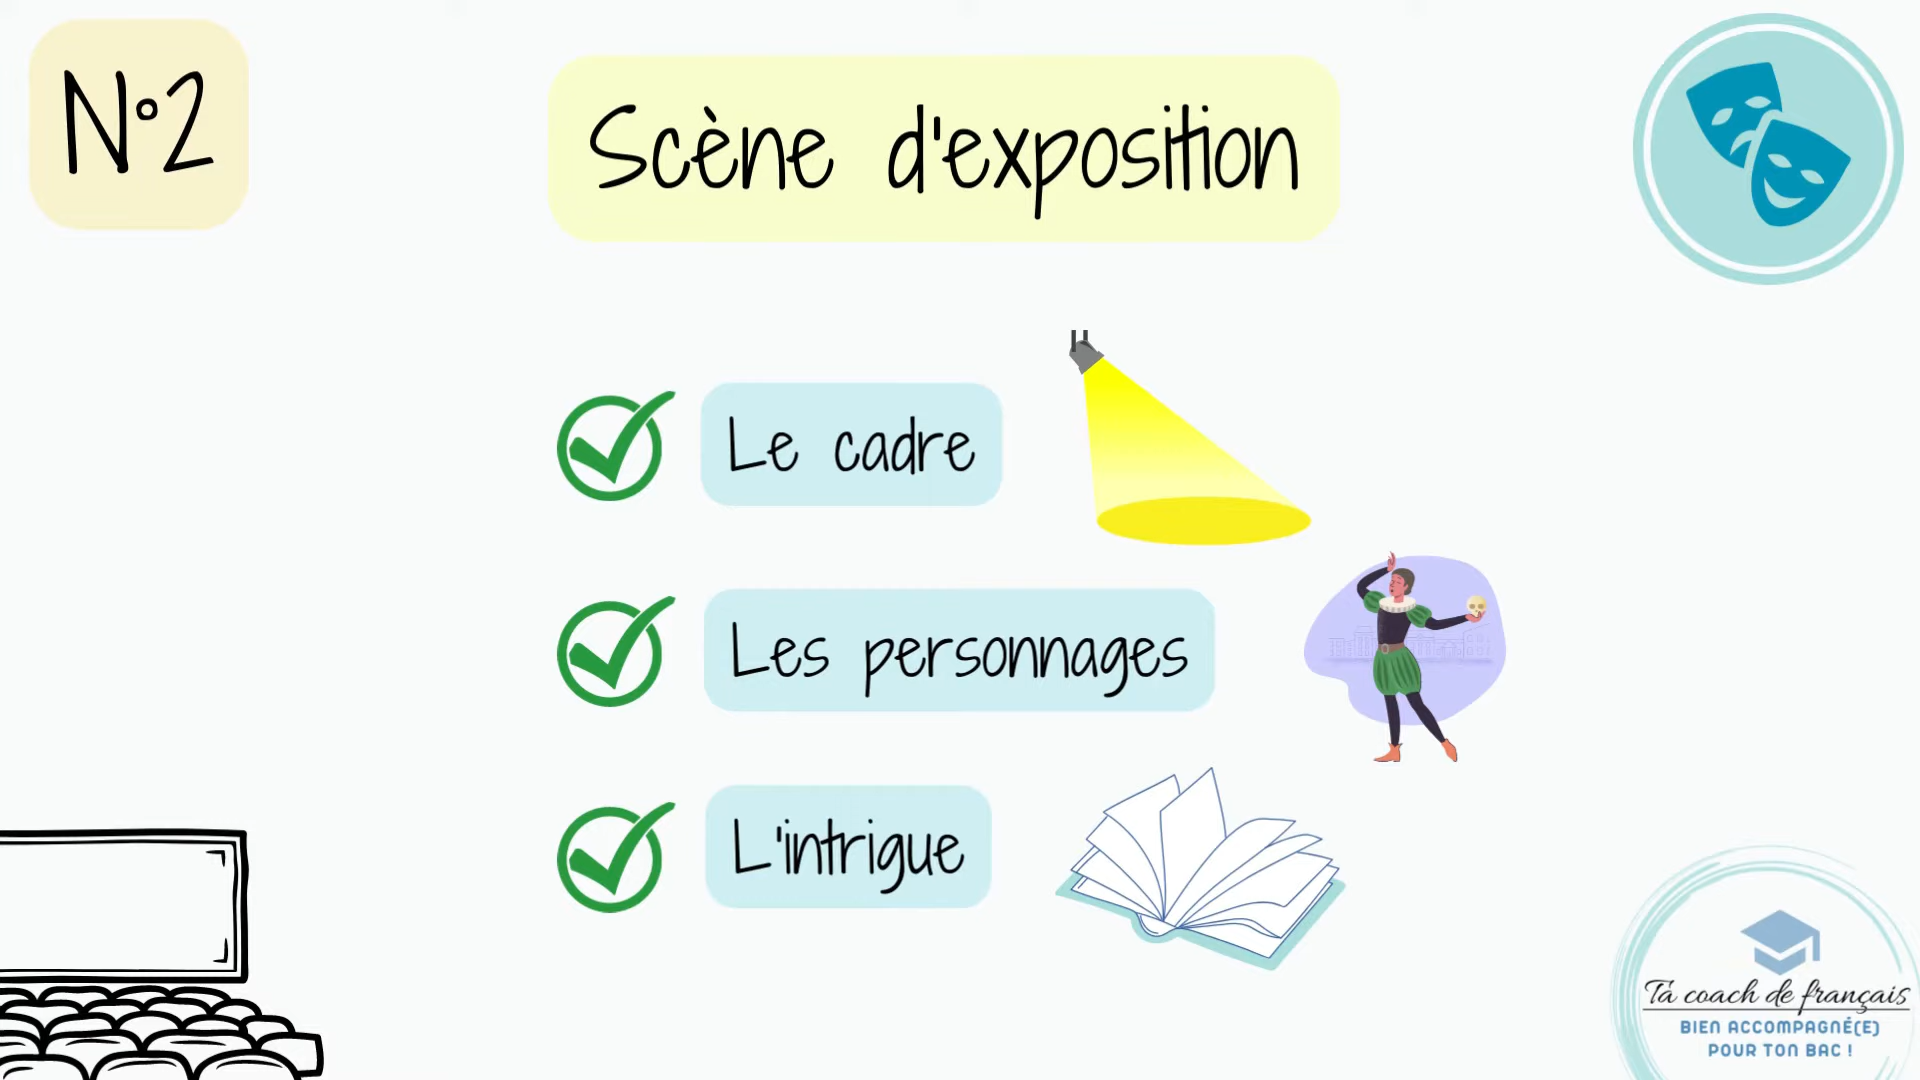 N°2
Scène d'exposition
Le cadre
Les personnages
L'intrigue
Ta coach de français
BIEN ACCOMPAGNÉ(E)
POUR TON BAC !